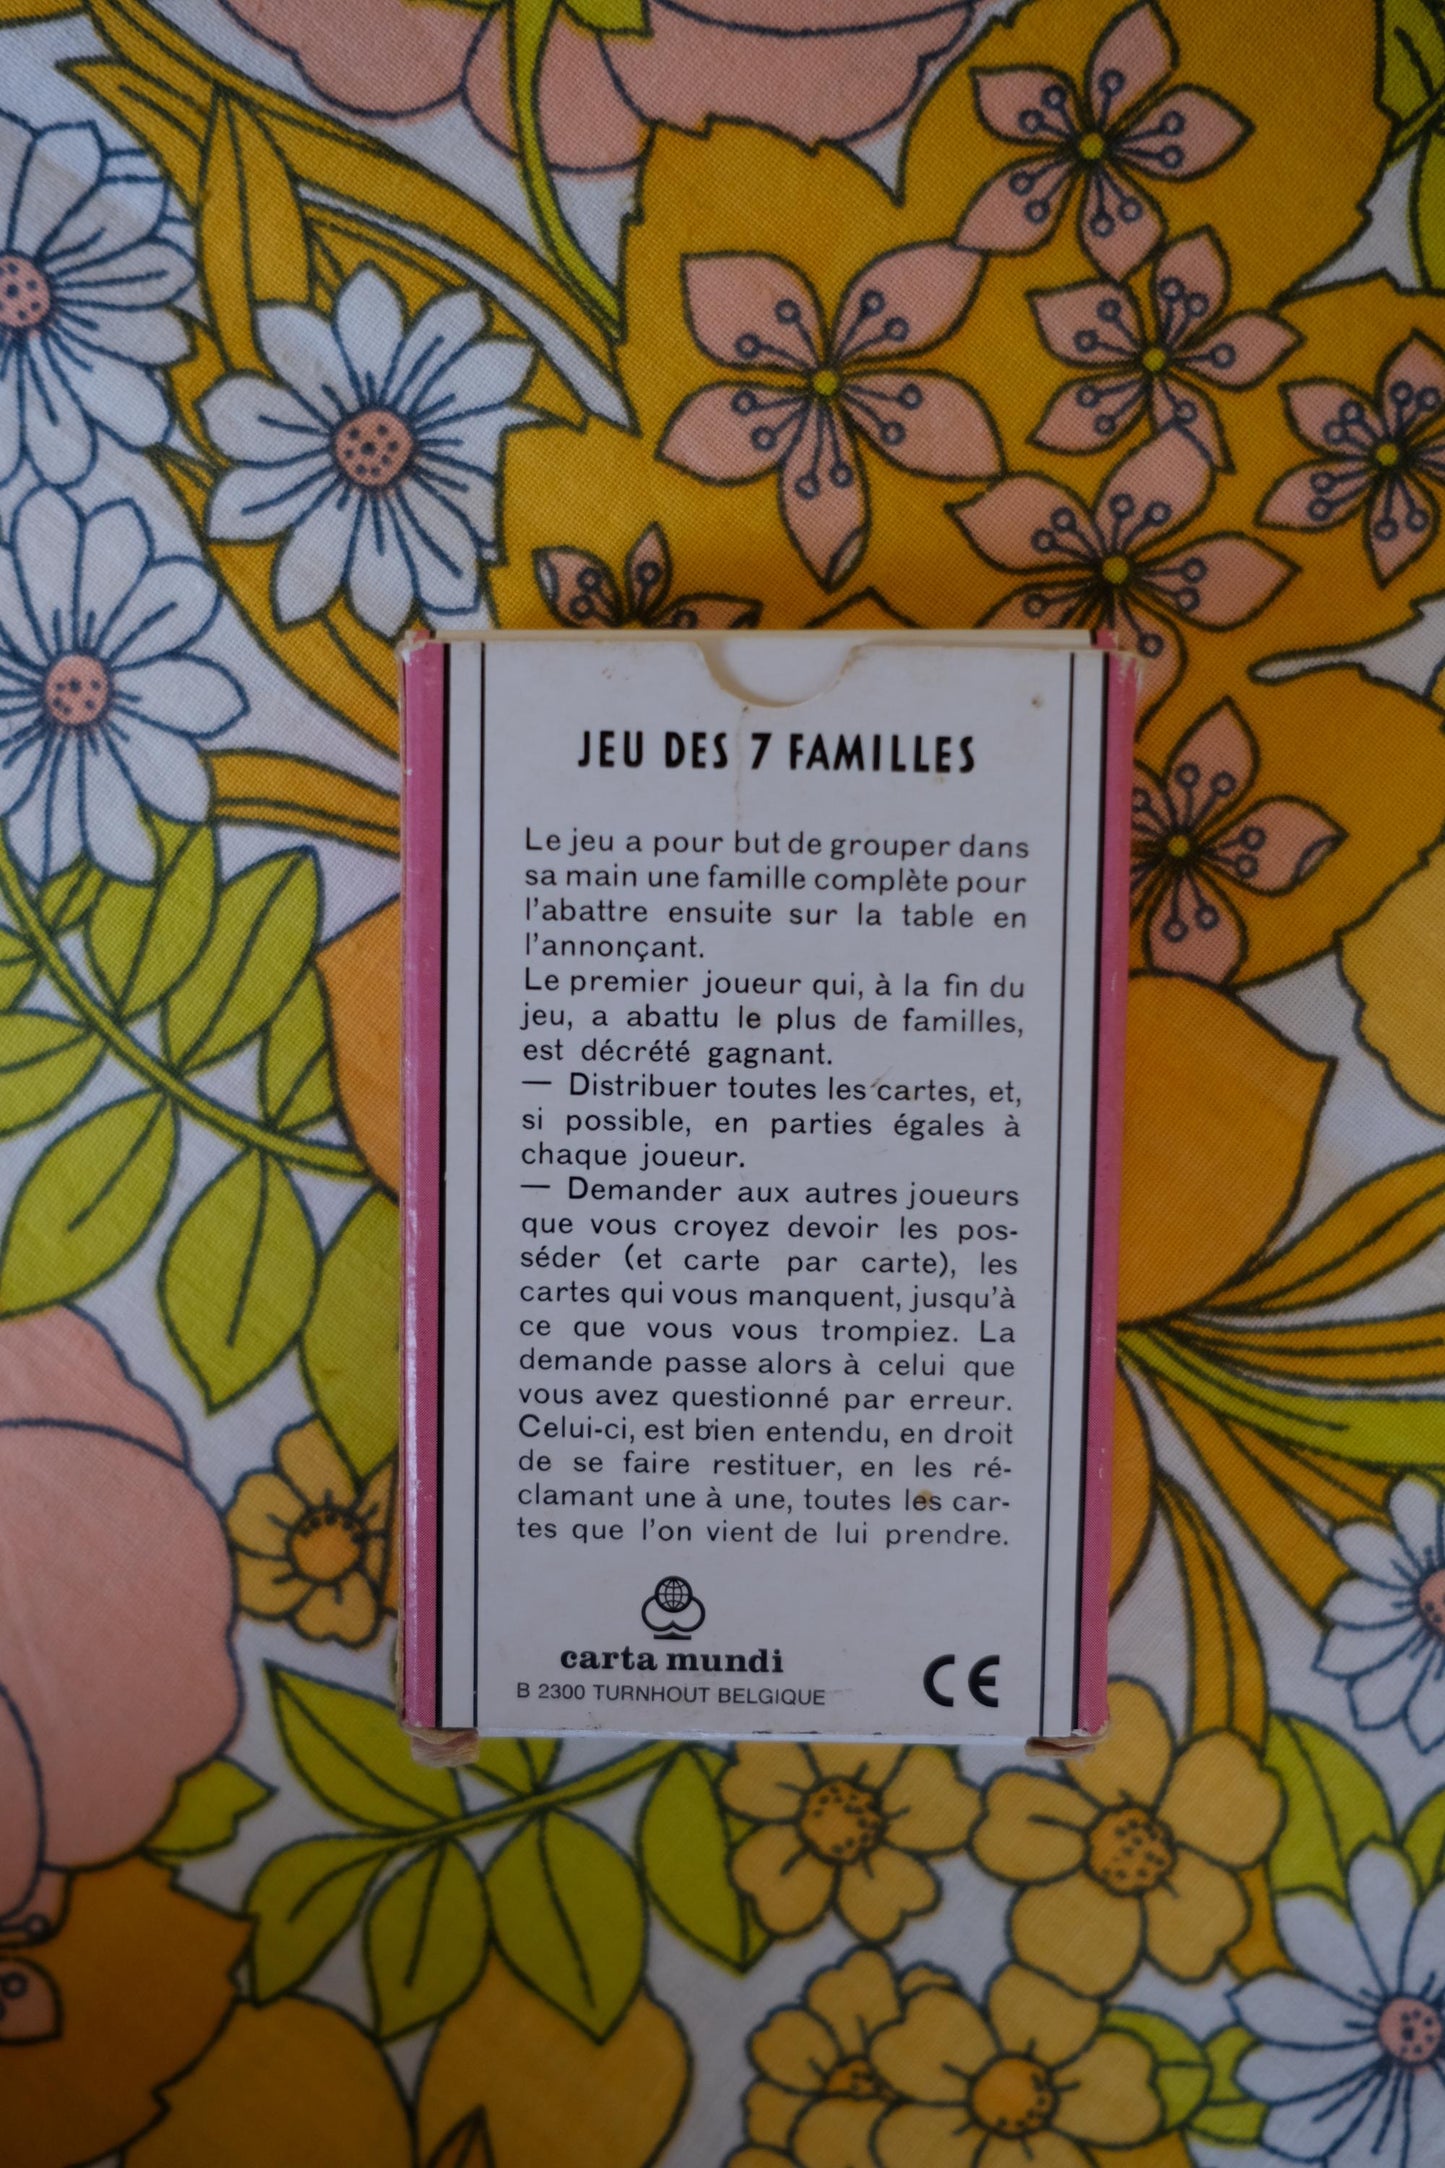 JEU DES 7 FAMILLES
Le jeu a pour but de grouper dans
sa main une famille complète pour
l'abattre ensuite sur la table en
l'annonçant.
Le premier joueur qui, à la fin du
jeu, a abattu le plus de familles,
est décrété gagnant.
— Distribuer toutes les cartes, et,
si possible, en parties égales à
chaque joueur.
— Demander aux autres joueurs
que vous croyez devoir les pos-
séder (et carte par carte), les
cartes qui vous manquent, jusqu'à
ce que vous vous trompiez. La
demande passe alors à celui que
vous avez questionné par erreur.
Celui-ci, est bien entendu, en droit
de se faire restituer, en les ré-
clamant une à une, toutes les car-
tes que l'on vient de lui prendre.
carta mundi
B 2300 TURNHOUT BELGIQUE
CE